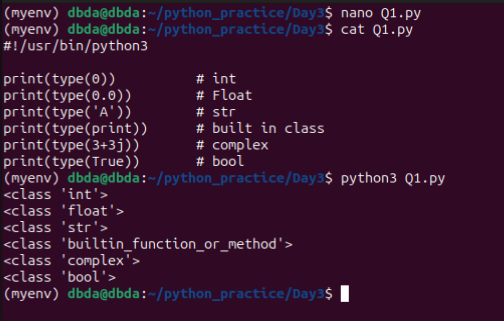 (myenv) dbda@dbda:~/python_practice/Day3$ nano Q1.py
(myenv) dbda@dbda:~/python_practice/Day3$ cat Q1.py
#!/usr/bin/python3

print(type(0))          # int
print(type(0.0))        # Float
print(type('A'))        # str
print(type(print))      # built in class
print(type(3+3j))       # complex
print(type(True))       # bool
(myenv) dbda@dbda:~/python_practice/Day3$ python3 Q1.py
<class 'int'>
<class 'float'>
<class 'str'>
<class 'builtin_function_or_method'>
<class 'complex'>
<class 'bool'>
(myenv) dbda@dbda:~/python_practice/Day3$